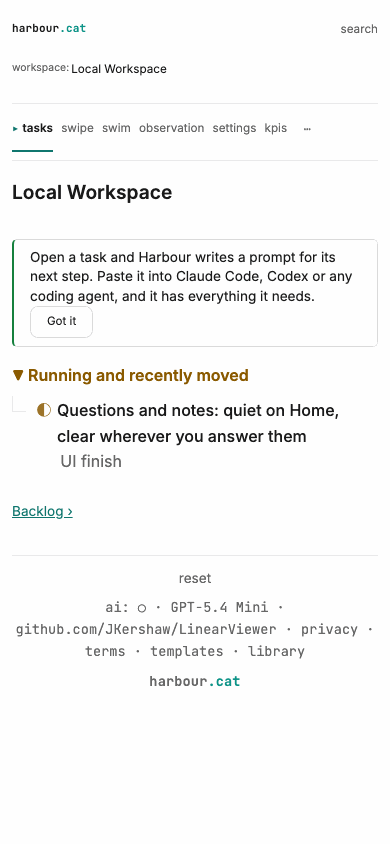 harbour.cat
search
workspace: Local Workspace
▸ tasks swipe swim observation settings kpis ⋯
Local Workspace
Open a task and Harbour writes a prompt for its
next step. Paste it into Claude Code, Codex or any
coding agent, and it has everything it needs.
Got it
▼ Running and recently moved
Questions and notes: quiet on Home,
clear wherever you answer them
UI finish
Backlog ›
reset
ai: ○ · GPT-5.4 Mini ·
github.com/JKershaw/LinearViewer · privacy ·
terms · templates · library
harbour.cat